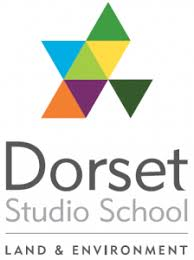 Dorset
Studio School
LAND & ENVIRONMENT